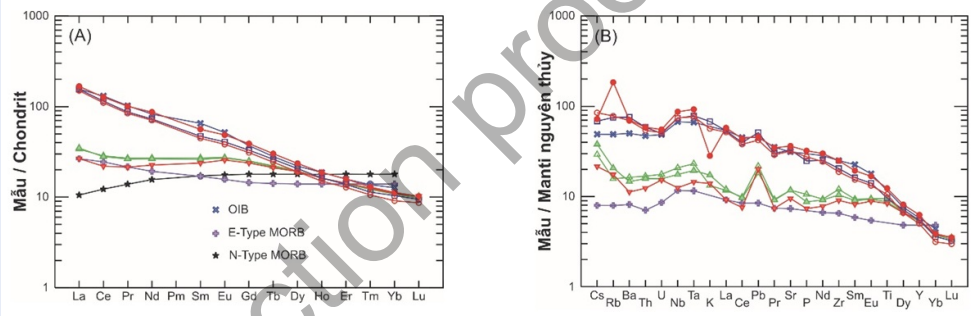 (A)
1000
100
10
1
Mẫu / Chondrit
OIB
E-Type MORB
N-Type MORB
La Ce Pr Nd Pm Sm Eu Gd Tb Dy Ho Er Tm Yb Lu
(B)
1000
100
10
1
Mẫu / Manti nguyên thủy
Cs Rb Ba Th U Nb Ta K La Ce Pb Pr Sr P Nd Zr Sm Eu Ti Dy Y Yb Lu